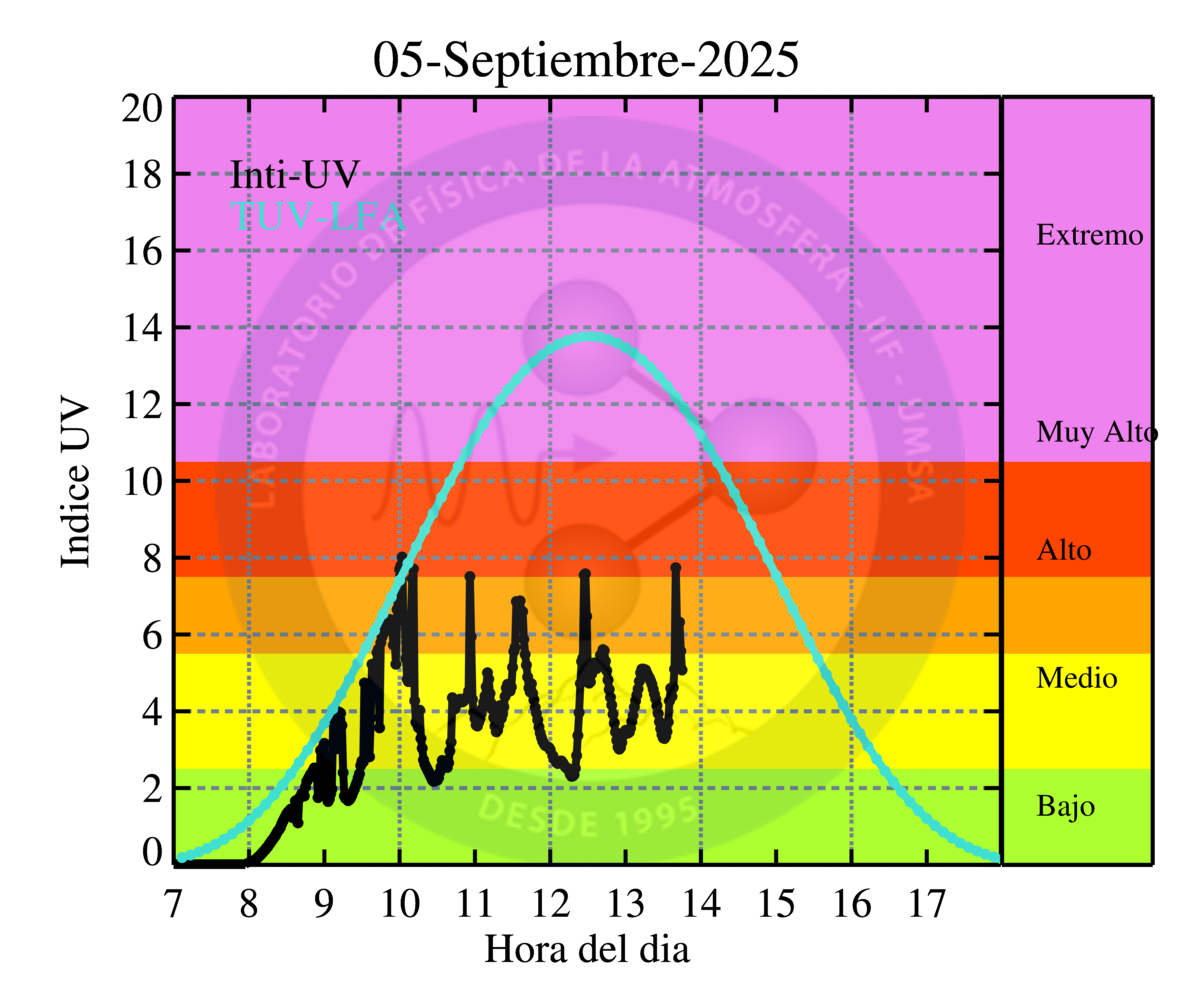 05-Septiembre-2025
Inti-UV
TUV-LFA
LABORATORIO DE FÍSICA DE LA ATMÓSFERA - IIF - UMSA
DESDE 1995
Indice UV
20
18
16
14
12
10
8
6
4
2
0
Extremo
Muy Alto
Alto
Medio
Bajo
7 8 9 10 11 12 13 14 15 16 17
Hora del dia